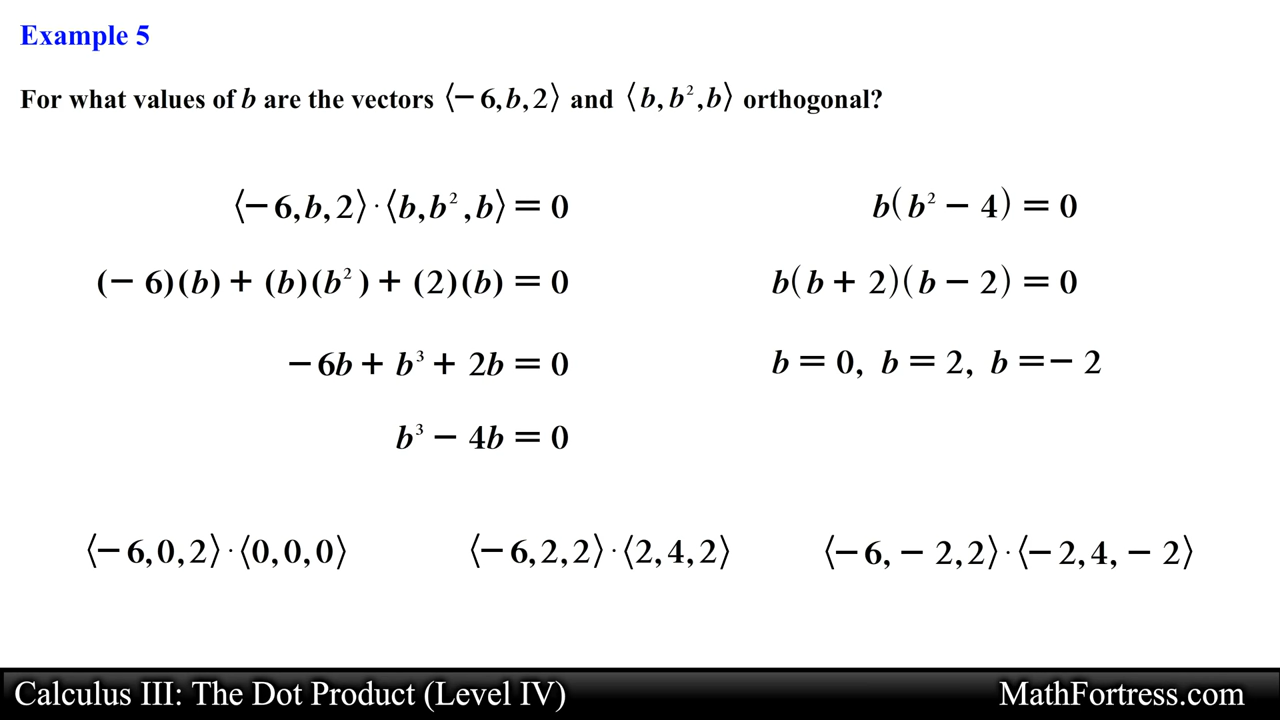 Example 5
For what values of b are the vectors ⟨−6,b,2⟩ and ⟨b,b²,b⟩ orthogonal?
⟨−6,b,2⟩·⟨b,b²,b⟩=0
(−6)(b)+(b)(b²)+(2)(b)=0
−6b+b³+2b=0
b³−4b=0
b(b²−4)=0
b(b+2)(b−2)=0
b=0, b=2, b=−2
⟨−6,0,2⟩·⟨0,0,0⟩
⟨−6,2,2⟩·⟨2,4,2⟩
⟨−6,−2,2⟩·⟨−2,4,−2⟩
Calculus III: The Dot Product (Level IV)
MathFortress.com